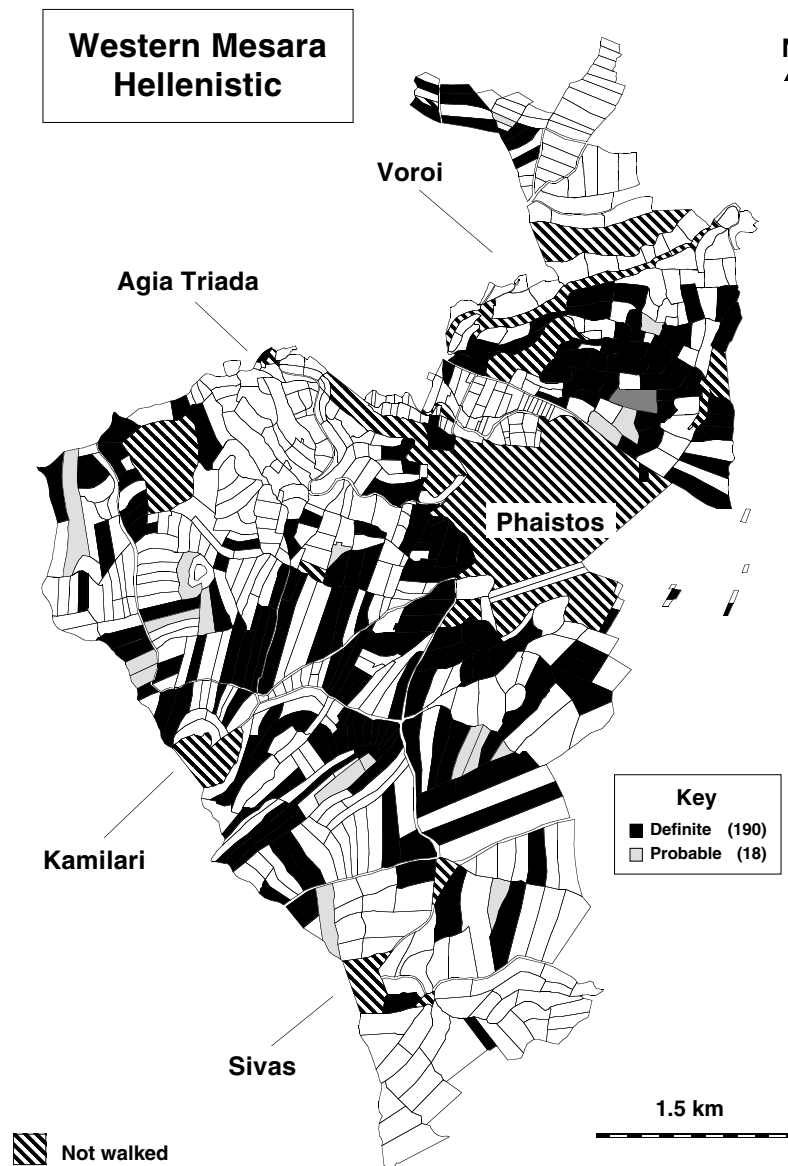 Western Mesara
Hellenistic
N
Voroi
Agia Triada
Phaistos
Key
Definite (190)
Probable (18)
Kamilari
Sivas
1.5 km
Not walked